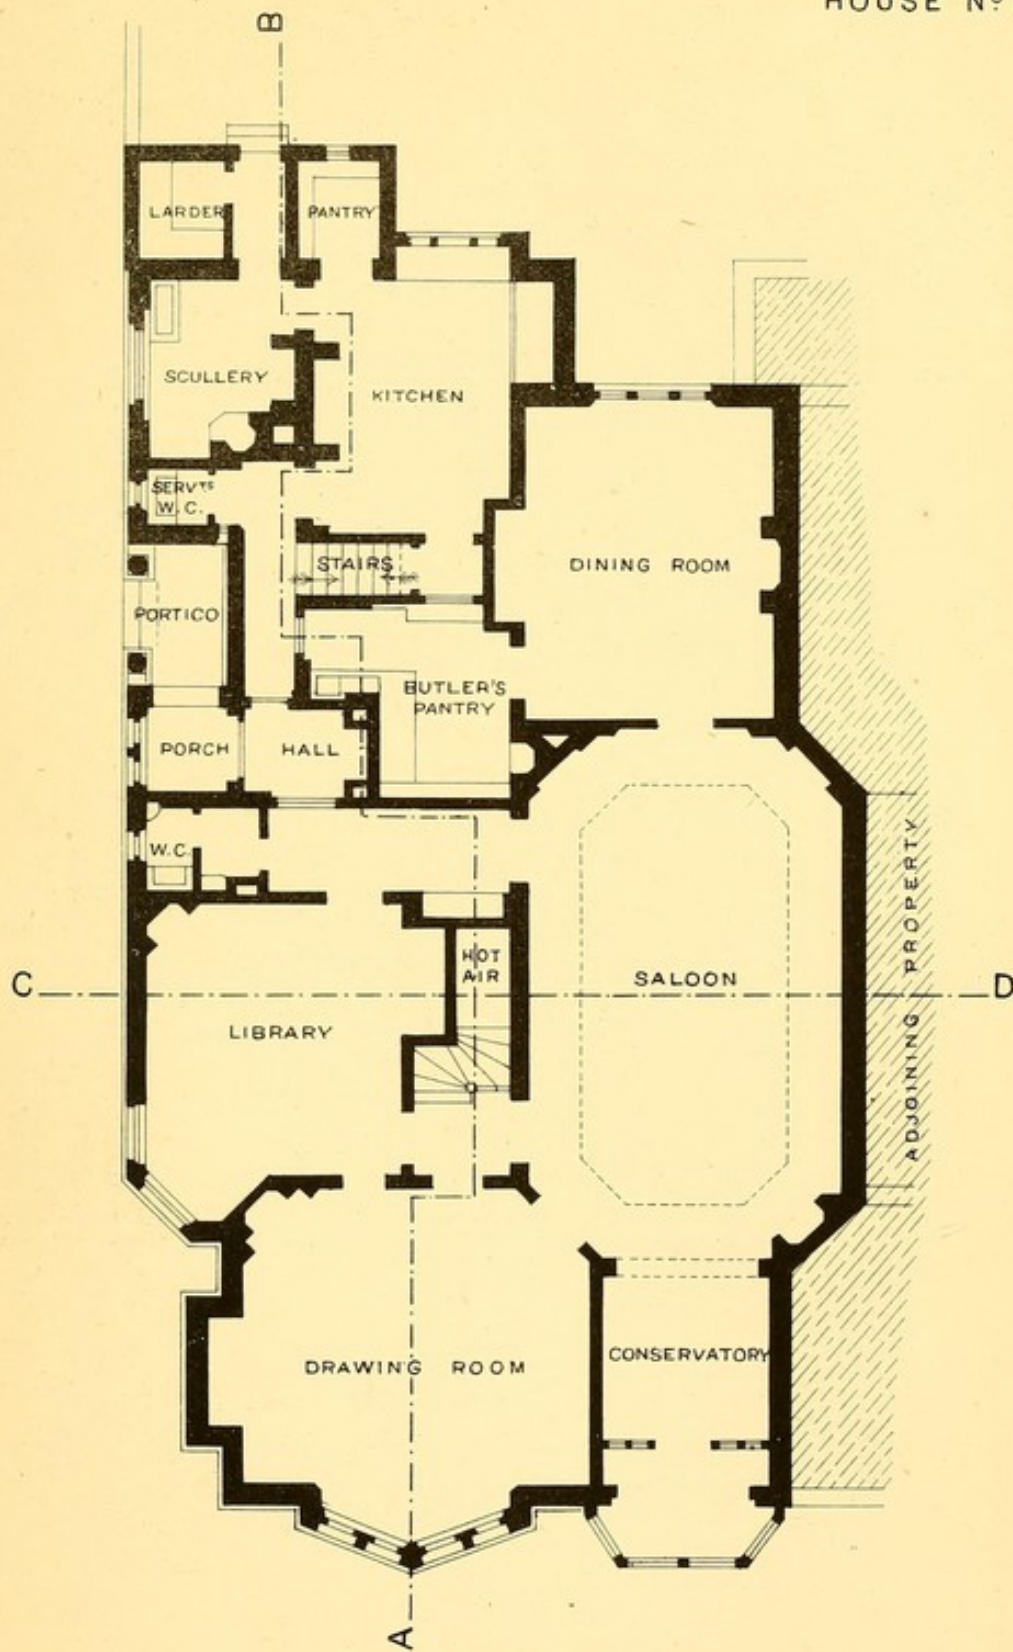 HOUSE Nº
B
LARDER
PANTRY
SCULLERY
KITCHEN
SERVTS
W.C.
STAIRS
DINING ROOM
PORTICO
BUTLER'S
PANTRY
PORCH
HALL
W.C.
HOT
AIR
SALOON
ADJOINING PROPERTY
C
D
LIBRARY
DRAWING ROOM
CONSERVATORY
A